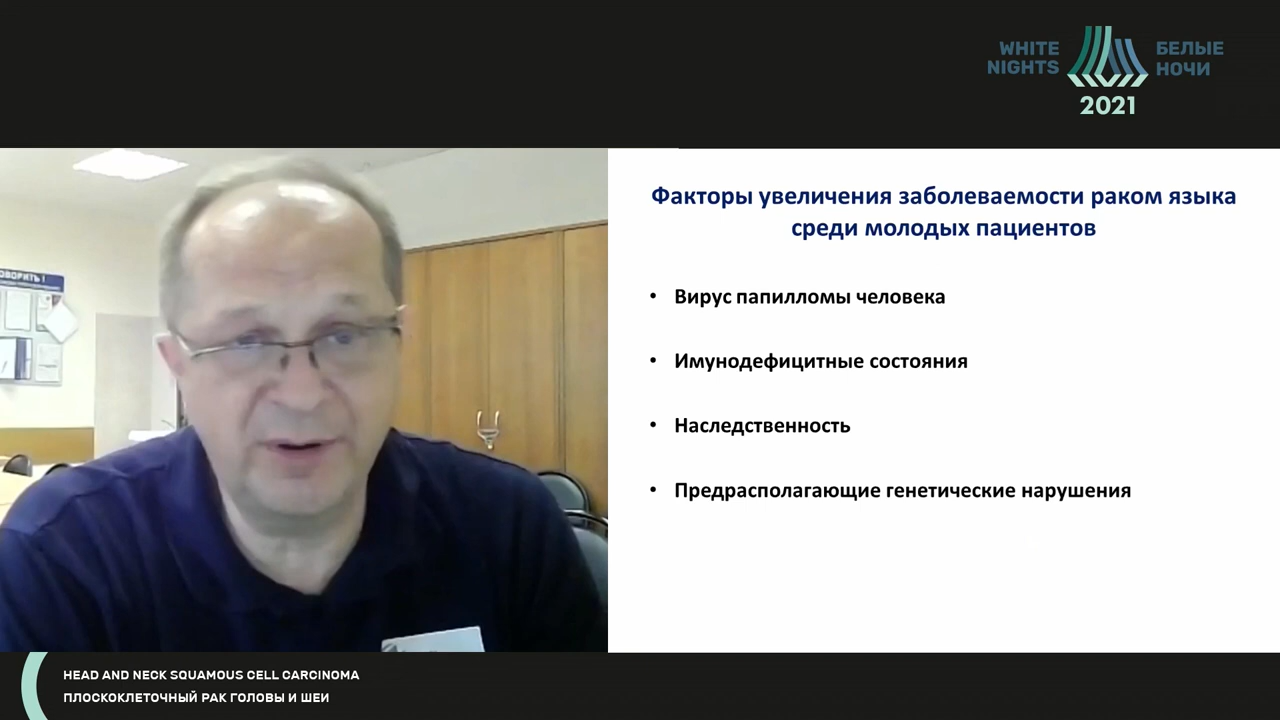 WHITE
NIGHTS
БЕЛЫЕ
НОЧИ
2021
ОВОРИТЬ !
Факторы увеличения заболеваемости раком языка
среди молодых пациентов
• Вирус папилломы человека
• Имунодефицитные состояния
• Наследственность
• Предрасполагающие генетические нарушения
HEAD AND NECK SQUAMOUS CELL CARCINOMA
ПЛОСКОКЛЕТОЧНЫЙ РАК ГОЛОВЫ И ШЕИ